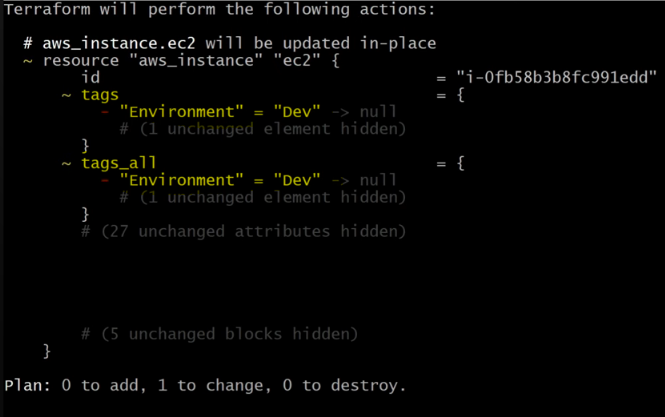 Terraform will perform the following actions:
# aws_instance.ec2 will be updated in-place
~ resource "aws_instance" "ec2" {
id = "i-0fb58b3b8fc991edd"
~ tags = {
- "Environment" = "Dev" -> null
# (1 unchanged element hidden)
}
~ tags_all = {
- "Environment" = "Dev" -> null
# (1 unchanged element hidden)
}
# (27 unchanged attributes hidden)
# (5 unchanged blocks hidden)
}
Plan: 0 to add, 1 to change, 0 to destroy.